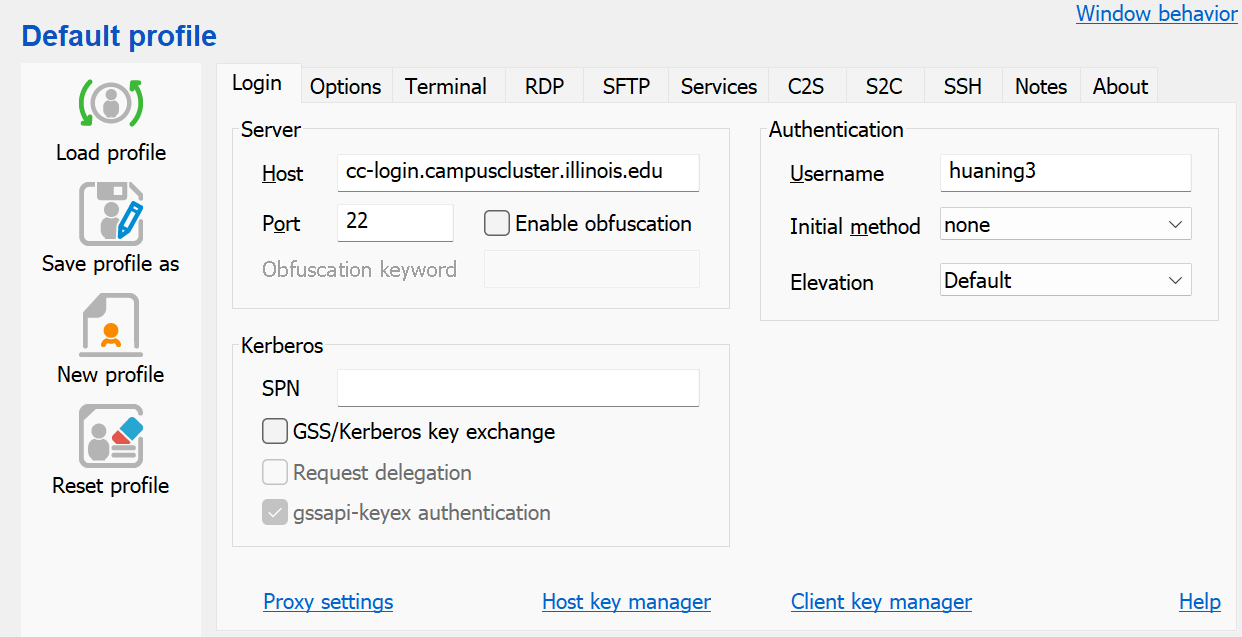 Window behavior
Default profile
Load profile
Save profile as
New profile
Reset profile
Login Options Terminal RDP SFTP Services C2S S2C SSH Notes About
Server
Host cc-login.campuscluster.illinois.edu
Port 22 Enable obfuscation
Obfuscation keyword
Authentication
Username huaning3
Initial method none
Elevation Default
Kerberos
SPN
GSS/Kerberos key exchange
Request delegation
gssapi-keyex authentication
Proxy settings Host key manager Client key manager Help